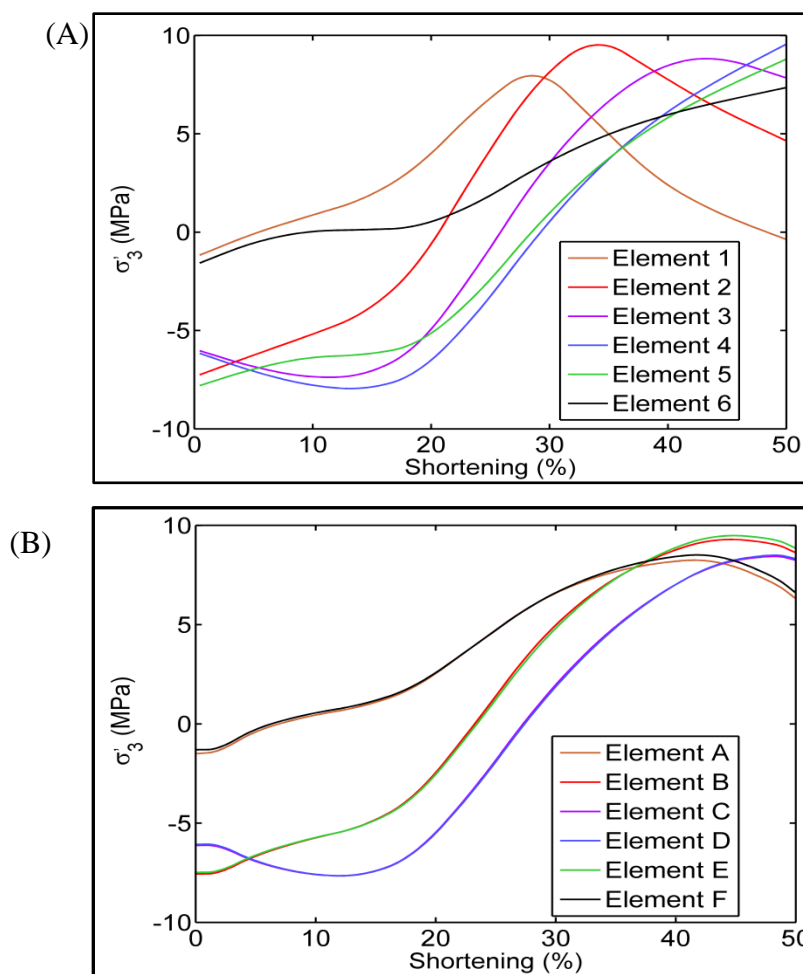 (A)
10
5
0
-5
-10
σ'3 (MPa)
0 10 20 30 40 50
Shortening (%)
Element 1
Element 2
Element 3
Element 4
Element 5
Element 6
(B)
10
5
0
-5
-10
σ'3 (MPa)
0 10 20 30 40 50
Shortening (%)
Element A
Element B
Element C
Element D
Element E
Element F